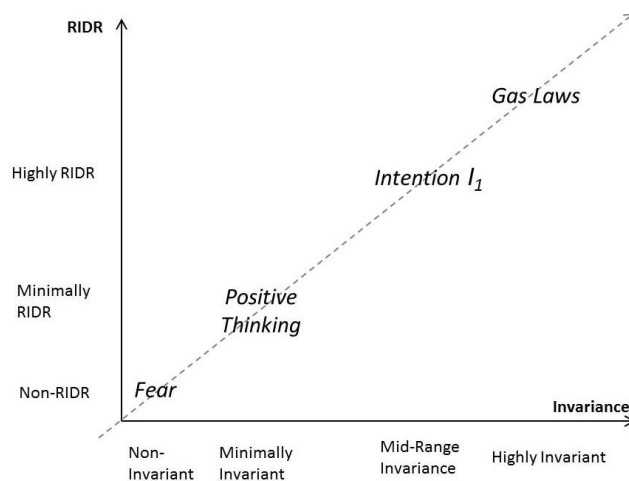 RIDR
Gas Laws
Highly RIDR
Intention I₁
Minimally
RIDR
Positive
Thinking
Non-RIDR
Fear
Invariance
Non-
Invariant
Minimally
Invariant
Mid-Range
Invariance
Highly Invariant